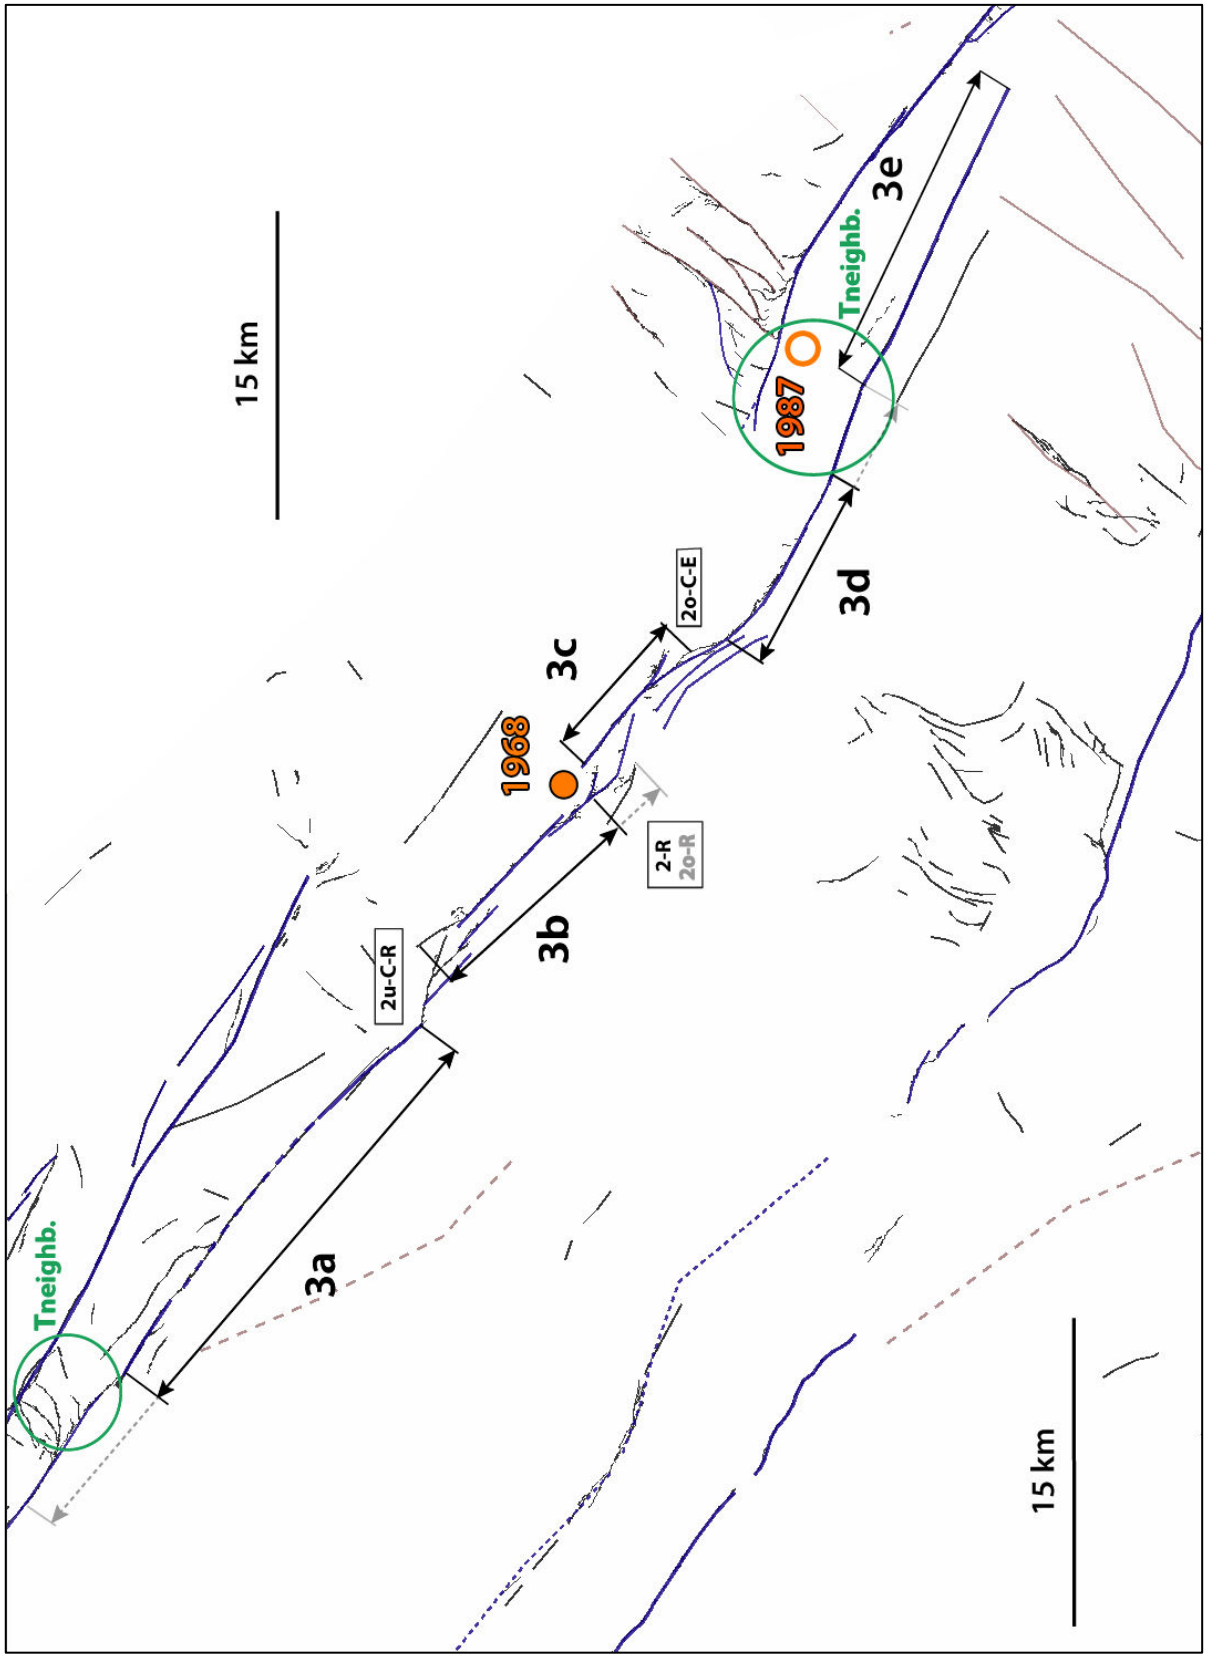 Tneighb.
15 km
3a
2u-C-R
1968
3b
3c
2-R
2o-R
2o-C-E
1987
Tneighb.
3d
3e
15 km